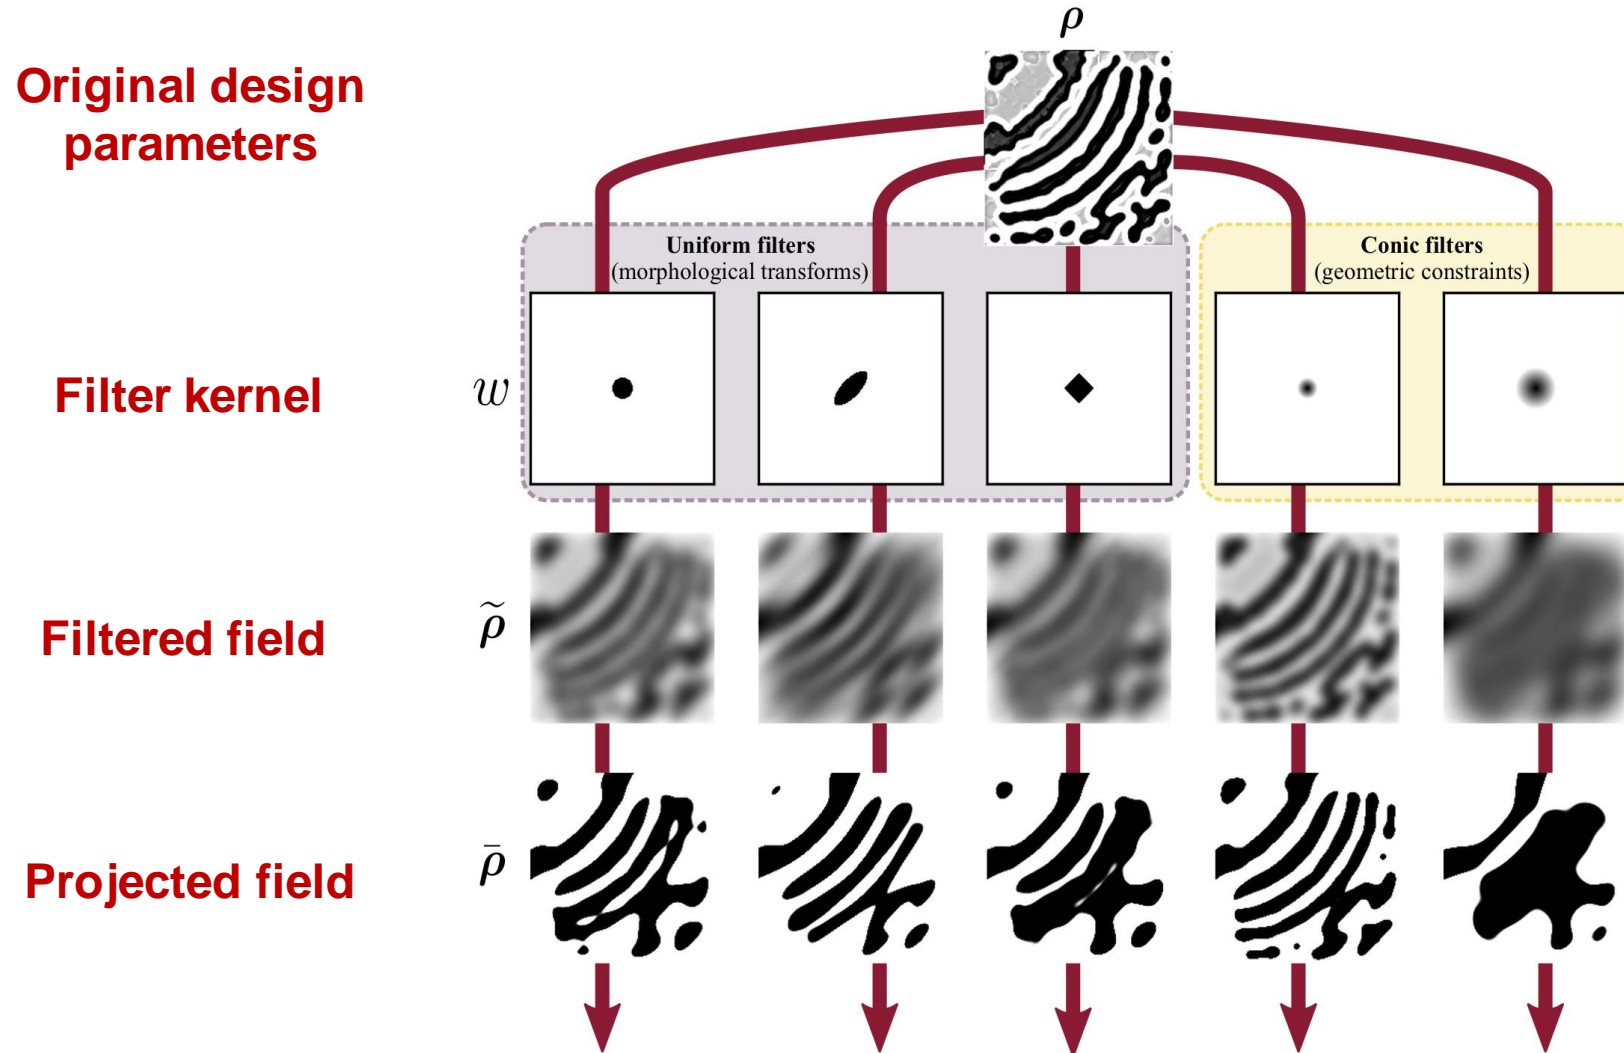 ρ
Original design
parameters
Uniform filters
(morphological transforms)
Conic filters
(geometric constraints)
Filter kernel
w
Filtered field
ρ̃
Projected field
ρ̄